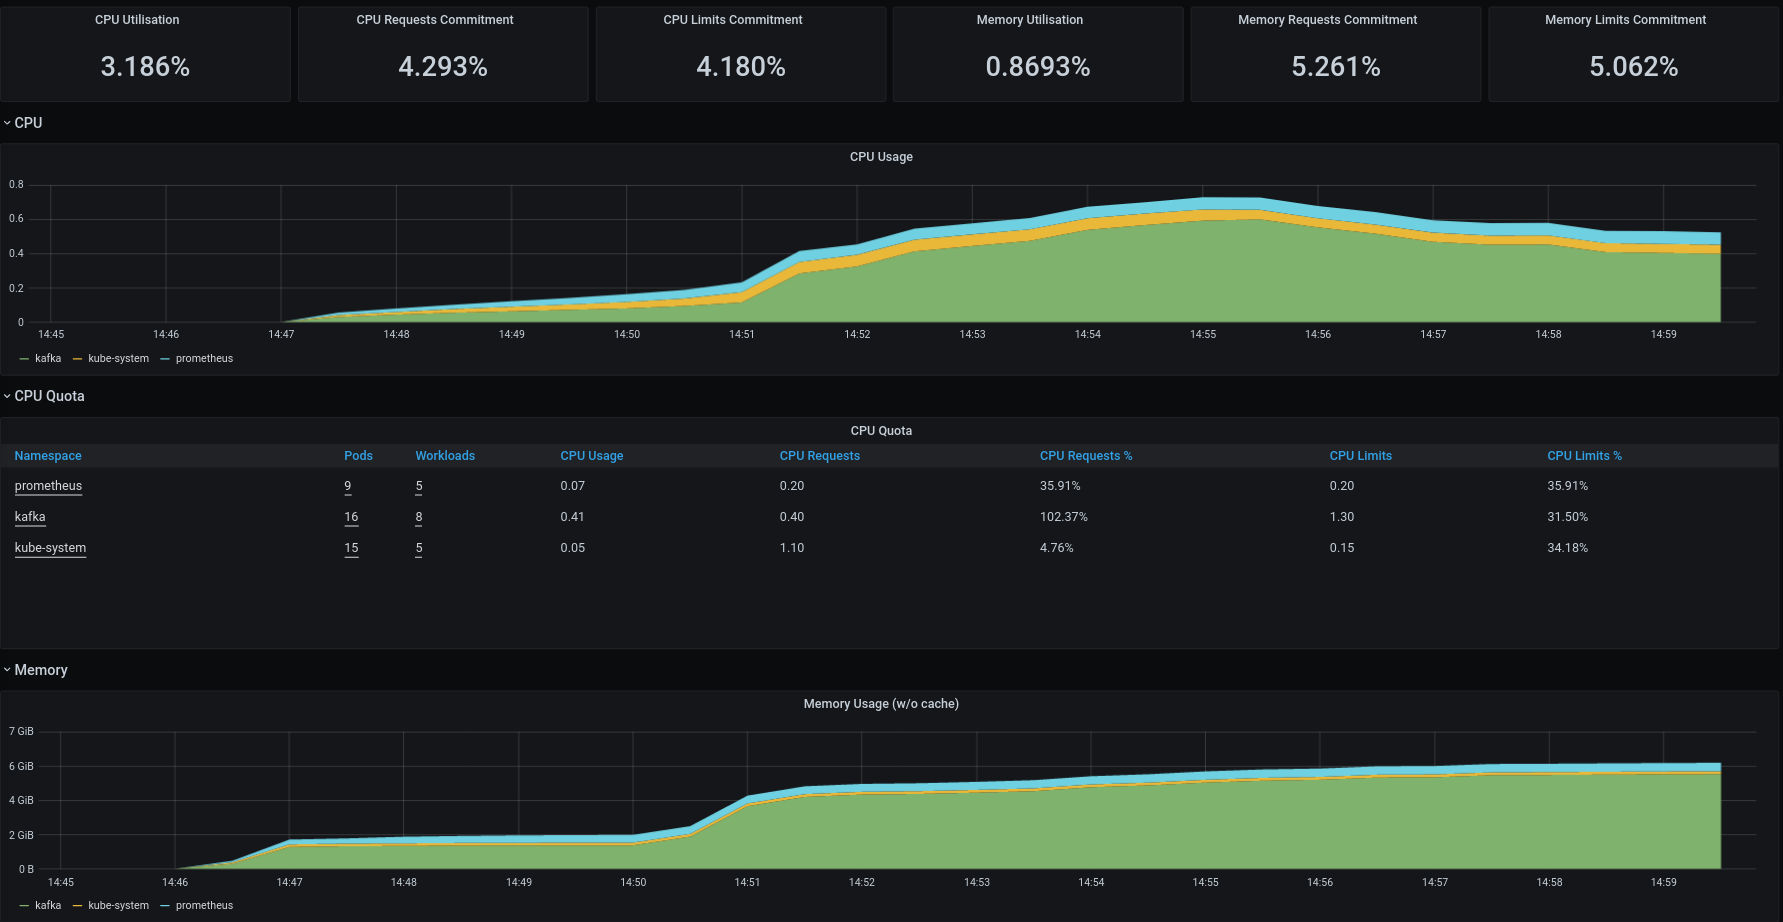 CPU Utilisation CPU Requests Commitment CPU Limits Commitment Memory Utilisation Memory Requests Commitment Memory Limits Commitment
3.186% 4.293% 4.180% 0.8693% 5.261% 5.062%
CPU
CPU Usage
0.8
0.6
0.4
0.2
0
14:45 14:46 14:47 14:48 14:49 14:50 14:51 14:52 14:53 14:54 14:55 14:56 14:57 14:58 14:59
kafka kube-system prometheus
CPU Quota
CPU Quota
Namespace Pods Workloads CPU Usage CPU Requests CPU Requests % CPU Limits CPU Limits %
prometheus 9 5 0.07 0.20 35.91% 0.20 35.91%
kafka 16 8 0.41 0.40 102.37% 1.30 31.50%
kube-system 15 5 0.05 1.10 4.76% 0.15 34.18%
Memory
Memory Usage (w/o cache)
7 GiB
6 GiB
4 GiB
2 GiB
0 B
14:45 14:46 14:47 14:48 14:49 14:50 14:51 14:52 14:53 14:54 14:55 14:56 14:57 14:58 14:59
kafka kube-system prometheus